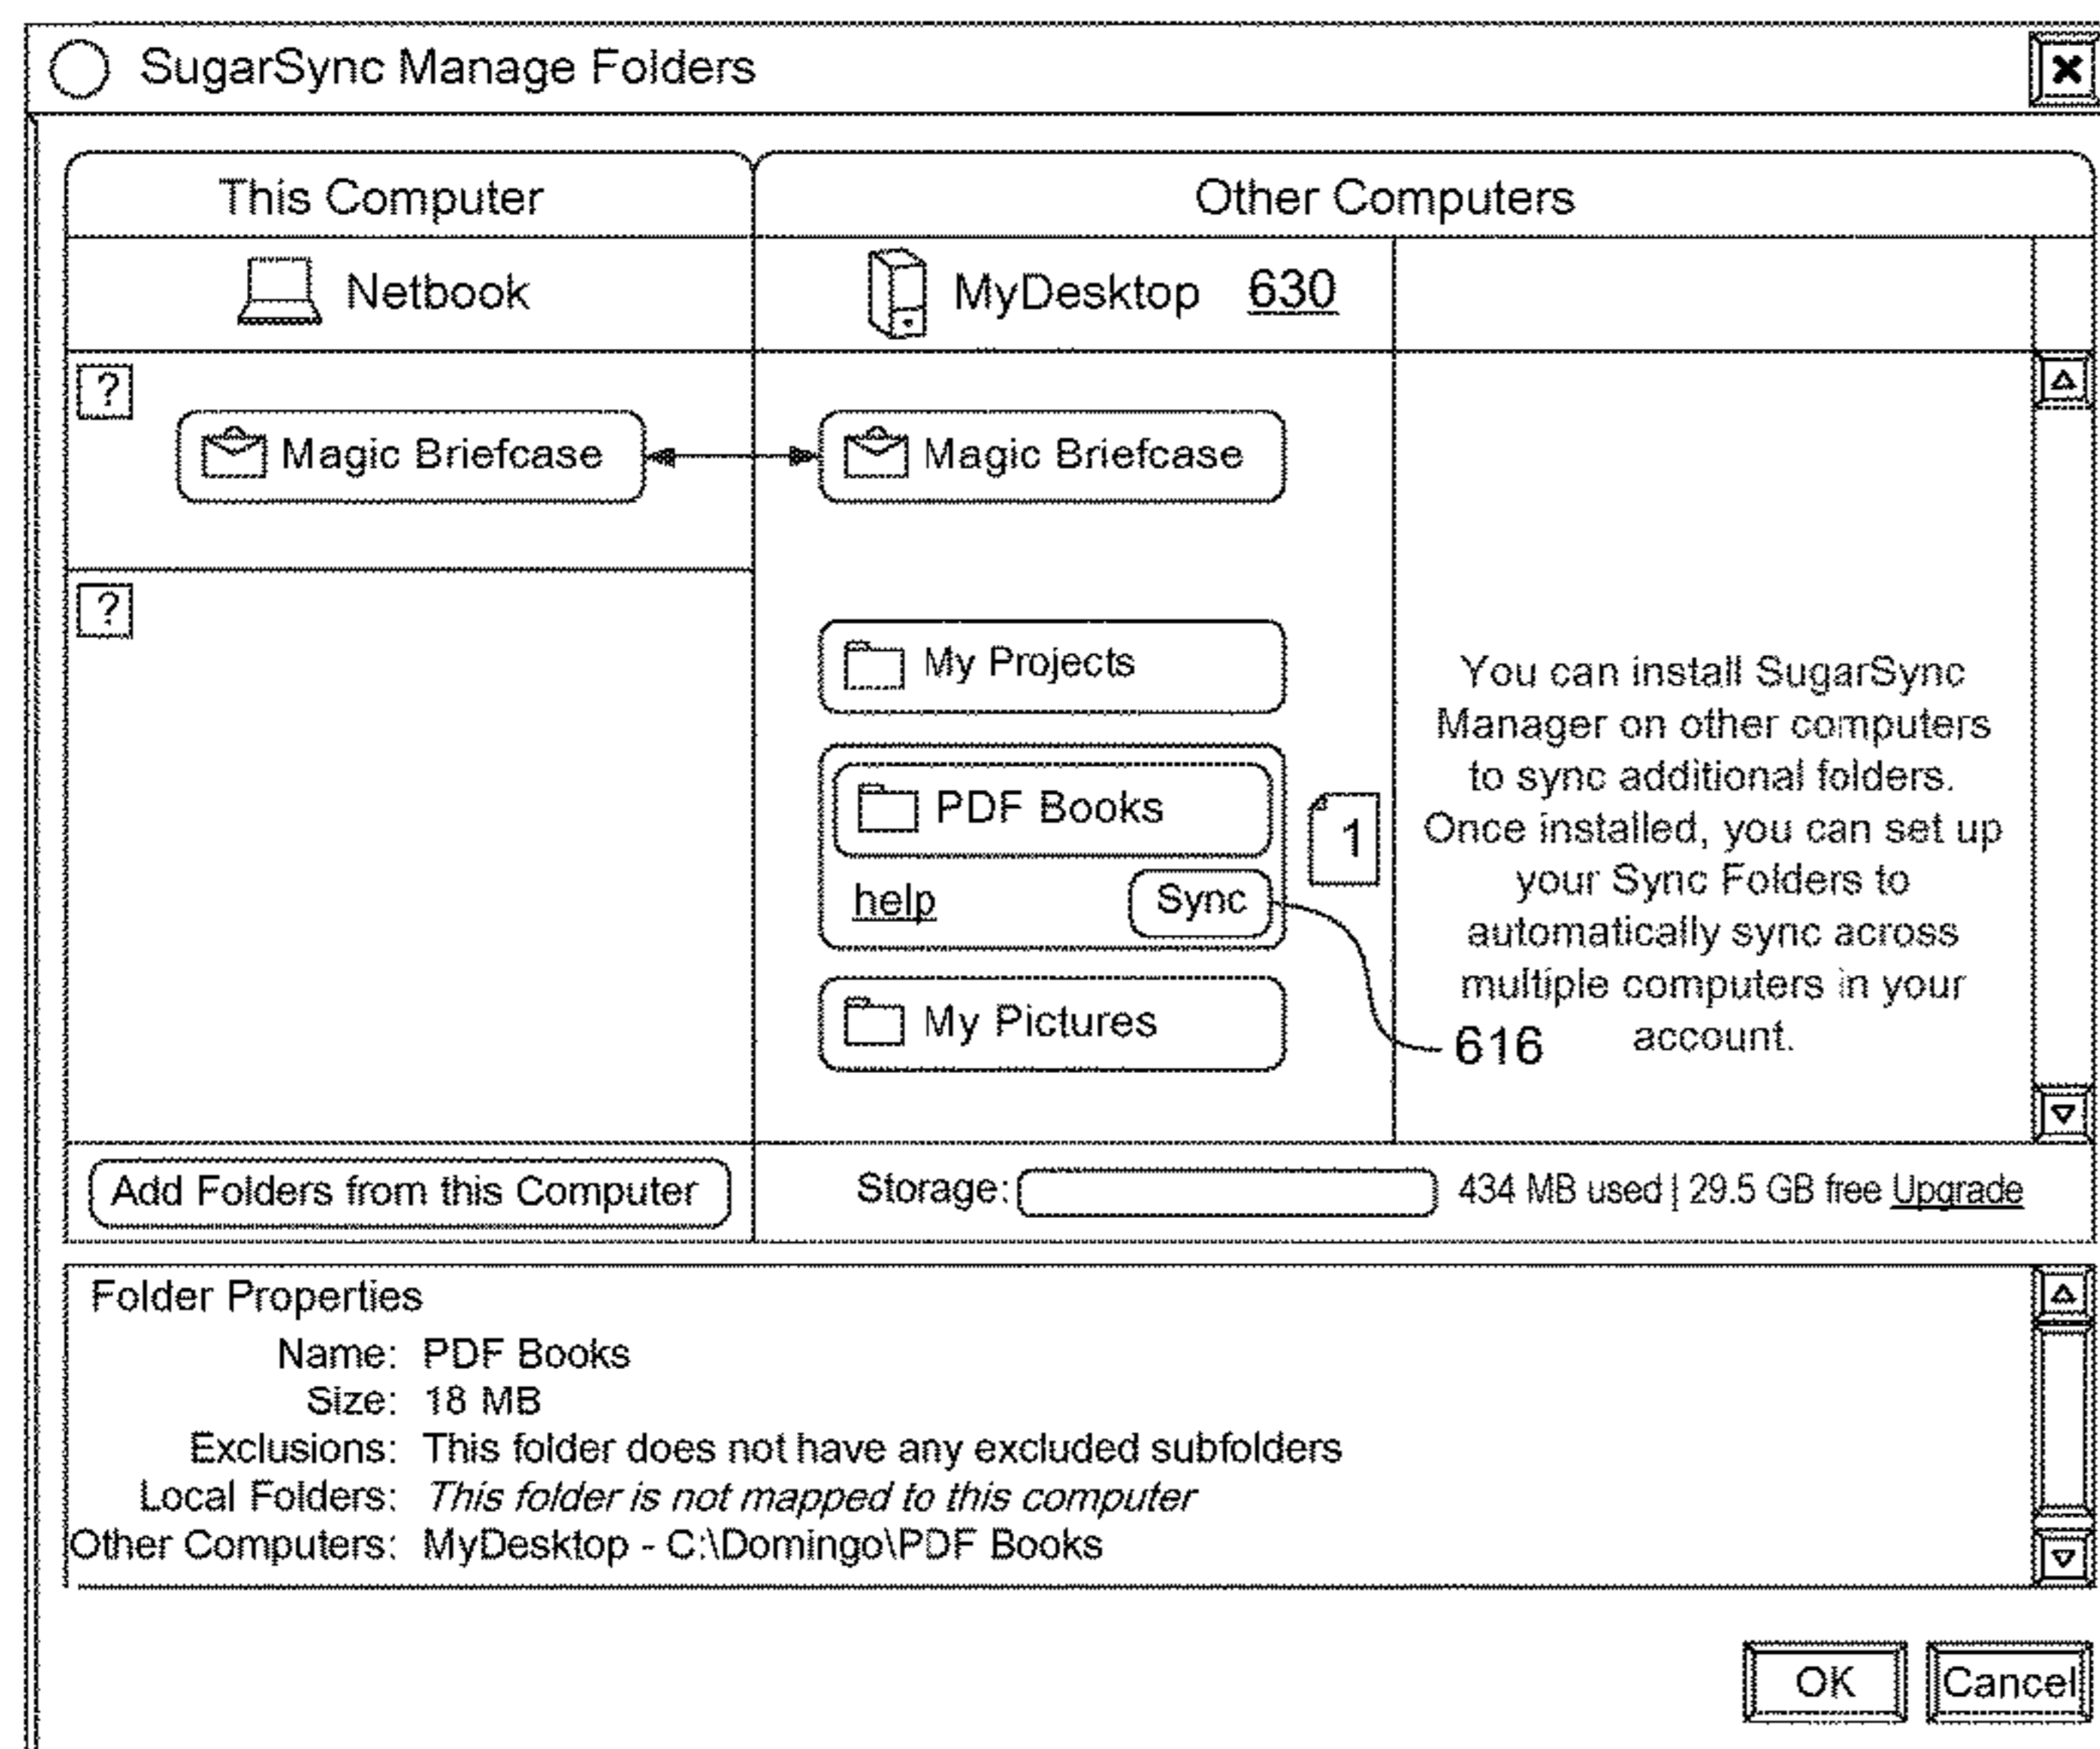 SugarSync Manage Folders
This Computer
Other Computers
Netbook
MyDesktop 630
?
Magic Briefcase
Magic Briefcase
?
My Projects
PDF Books
1
help
Sync
My Pictures
616
You can install SugarSync
Manager on other computers
to sync additional folders.
Once installed, you can set up
your Sync Folders to
automatically sync across
multiple computers in your
account.
Add Folders from this Computer
Storage: 434 MB used | 29.5 GB free Upgrade
Folder Properties
Name: PDF Books
Size: 18 MB
Exclusions: This folder does not have any excluded subfolders
Local Folders: This folder is not mapped to this computer
Other Computers: MyDesktop - C:\Domingo\PDF Books
OK
Cancel